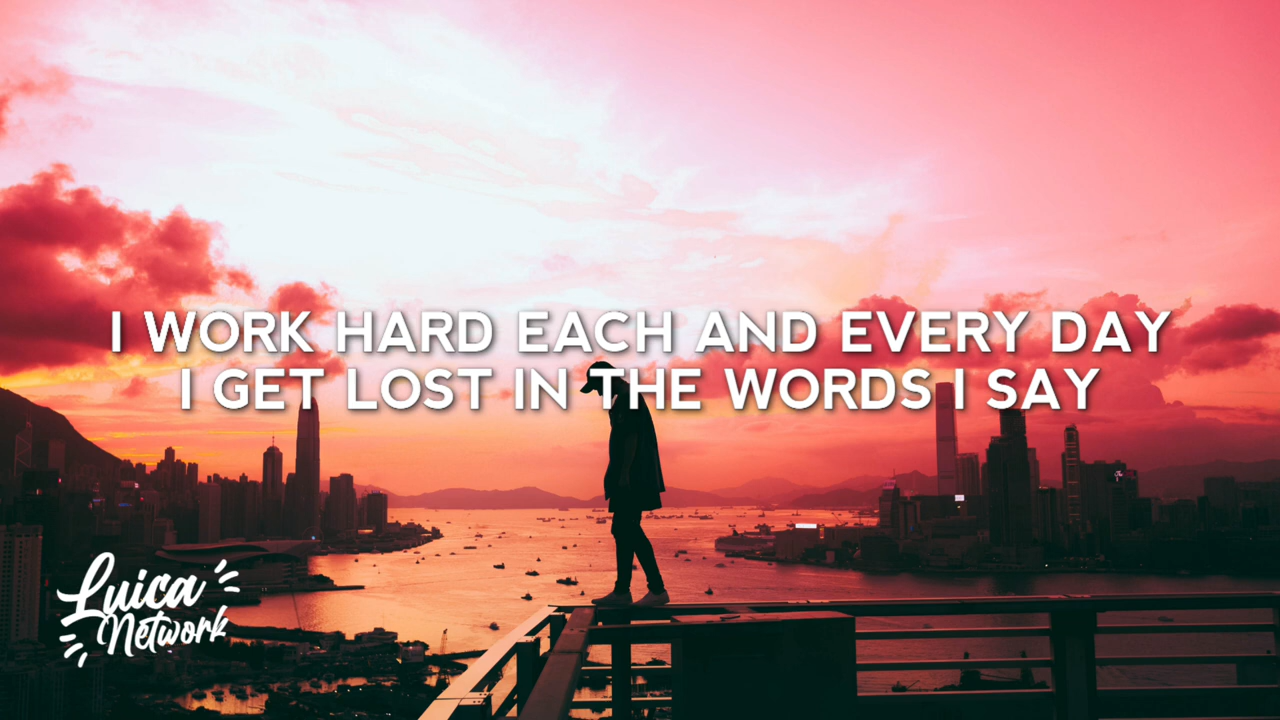 I WORK HARD EACH AND EVERY DAY
I GET LOST IN THE WORDS I SAY
Luica
Network